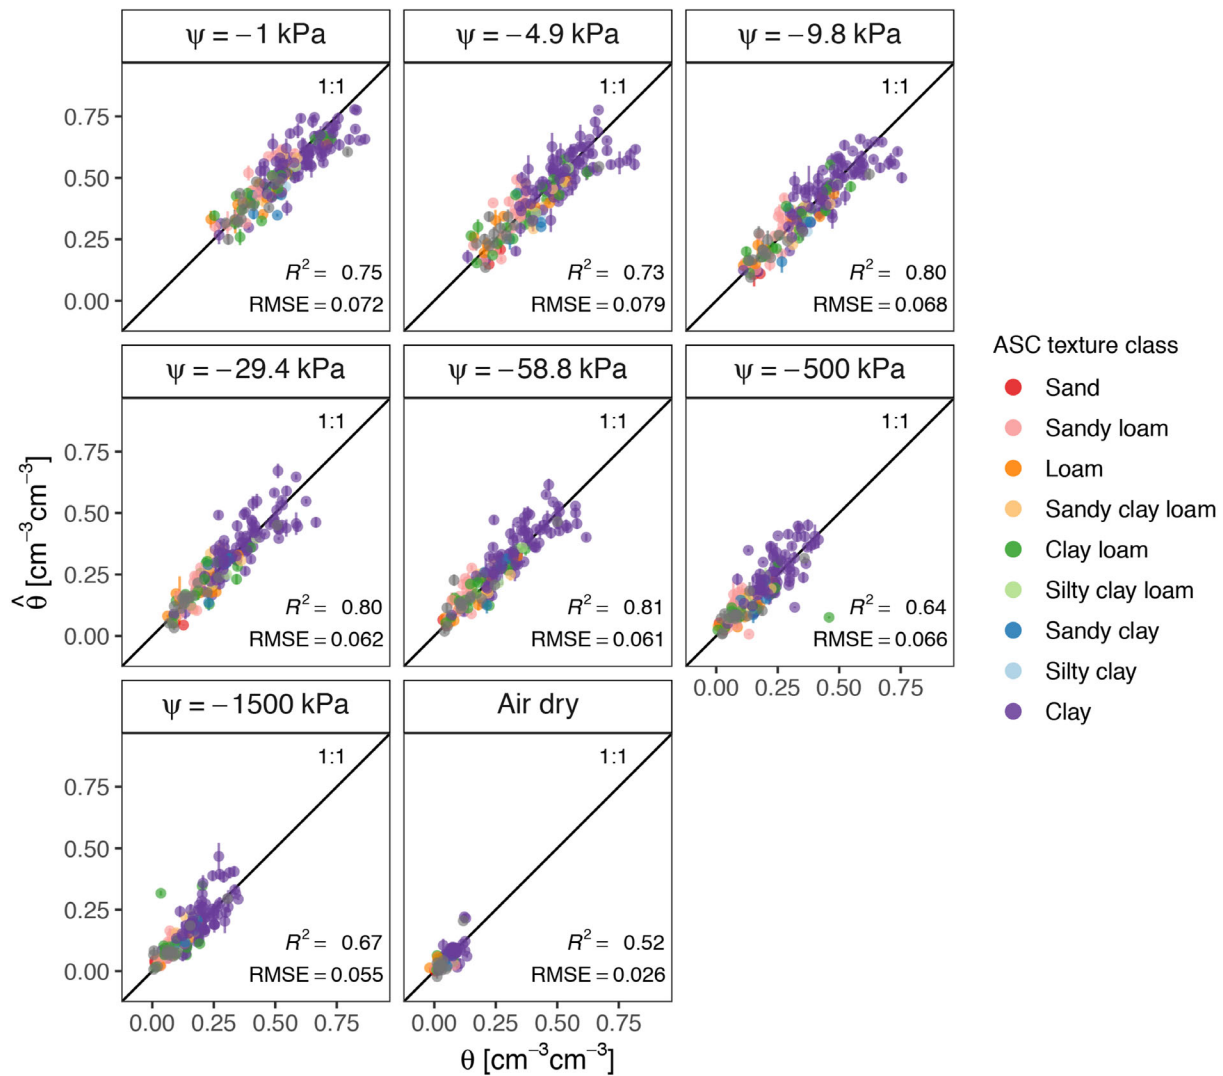 ψ = −1 kPa
ψ = −4.9 kPa
ψ = −9.8 kPa
1:1
1:1
1:1
0.75
0.50
0.25
0.00
R² = 0.75
RMSE = 0.072
R² = 0.73
RMSE = 0.079
R² = 0.80
RMSE = 0.068
ψ = −29.4 kPa
ψ = −58.8 kPa
ψ = −500 kPa
1:1
1:1
1:1
0.75
0.50
0.25
0.00
R² = 0.80
RMSE = 0.062
R² = 0.81
RMSE = 0.061
R² = 0.64
RMSE = 0.066
0.00 0.25 0.50 0.75
ψ = −1500 kPa
Air dry
1:1
1:1
0.75
0.50
0.25
0.00
R² = 0.67
RMSE = 0.055
R² = 0.52
RMSE = 0.026
0.00 0.25 0.50 0.75
0.00 0.25 0.50 0.75
θ̂ [cm⁻³cm⁻³]
θ [cm⁻³cm⁻³]
ASC texture class
Sand
Sandy loam
Loam
Sandy clay loam
Clay loam
Silty clay loam
Sandy clay
Silty clay
Clay